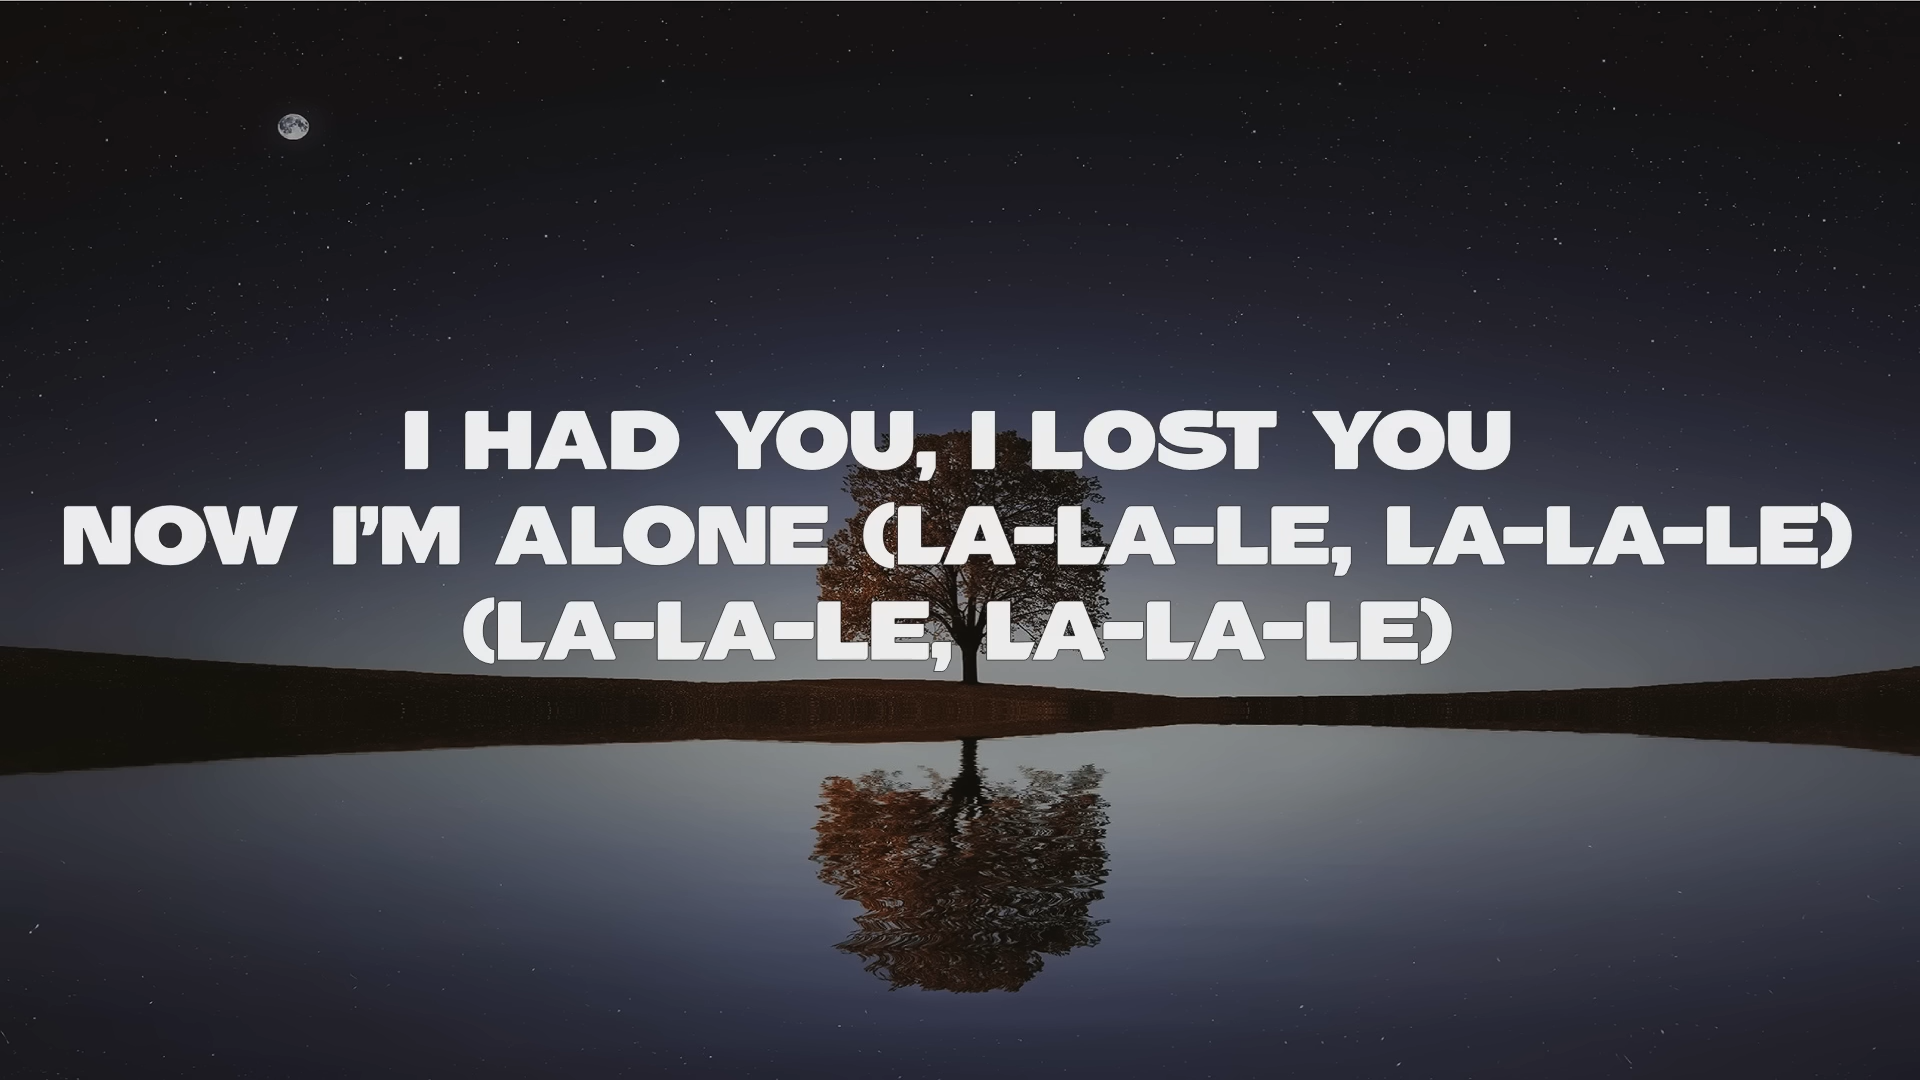 I HAD YOU, I LOST YOU
NOW I'M ALONE (LA-LA-LE, LA-LA-LE)
(LA-LA-LE, LA-LA-LE)